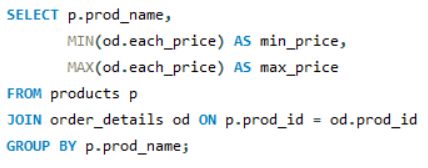 SELECT p.prod_name,
       MIN(od.each_price) AS min_price,
       MAX(od.each_price) AS max_price
FROM products p
JOIN order_details od ON p.prod_id = od.prod_id
GROUP BY p.prod_name;